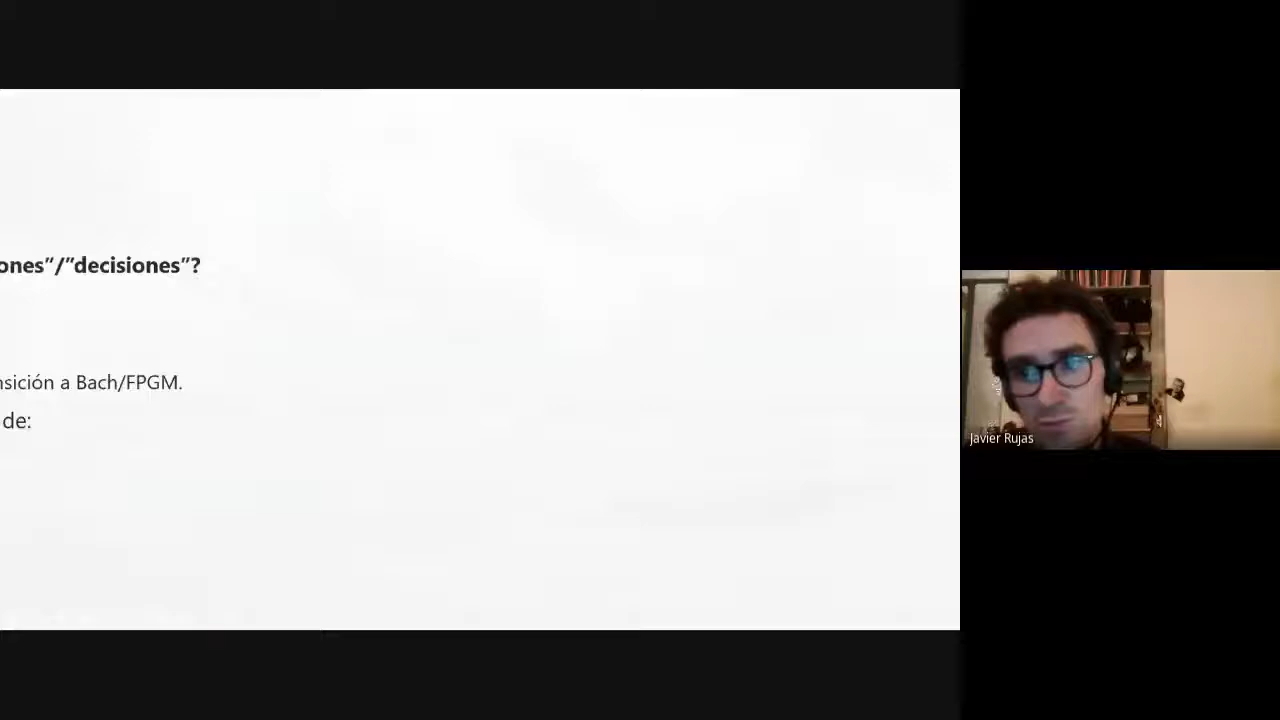 ones”/”decisiones”?
nsición a Bach/FPGM.
de:
Javier Rujas